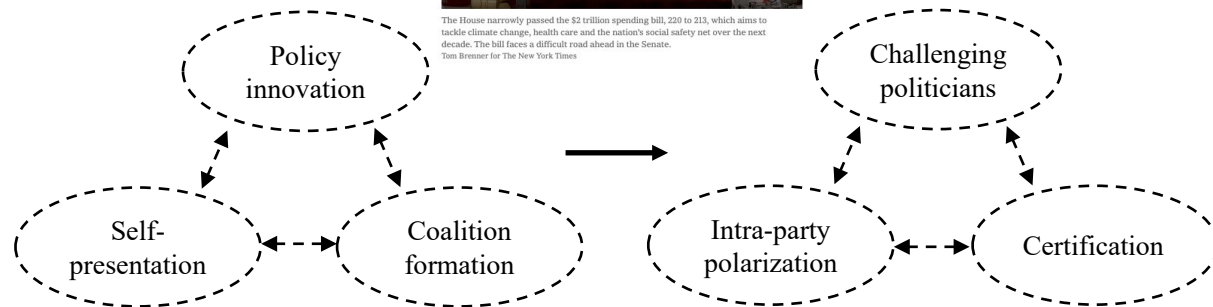 The House narrowly passed the $2 trillion spending bill, 220 to 213, which aims to
tackle climate change, health care and the nation's social safety net over the next
decade. The bill faces a difficult road ahead in the Senate.
Tom Brenner for The New York Times
Policy
innovation
Self-
presentation
Coalition
formation
Challenging
politicians
Intra-party
polarization
Certification